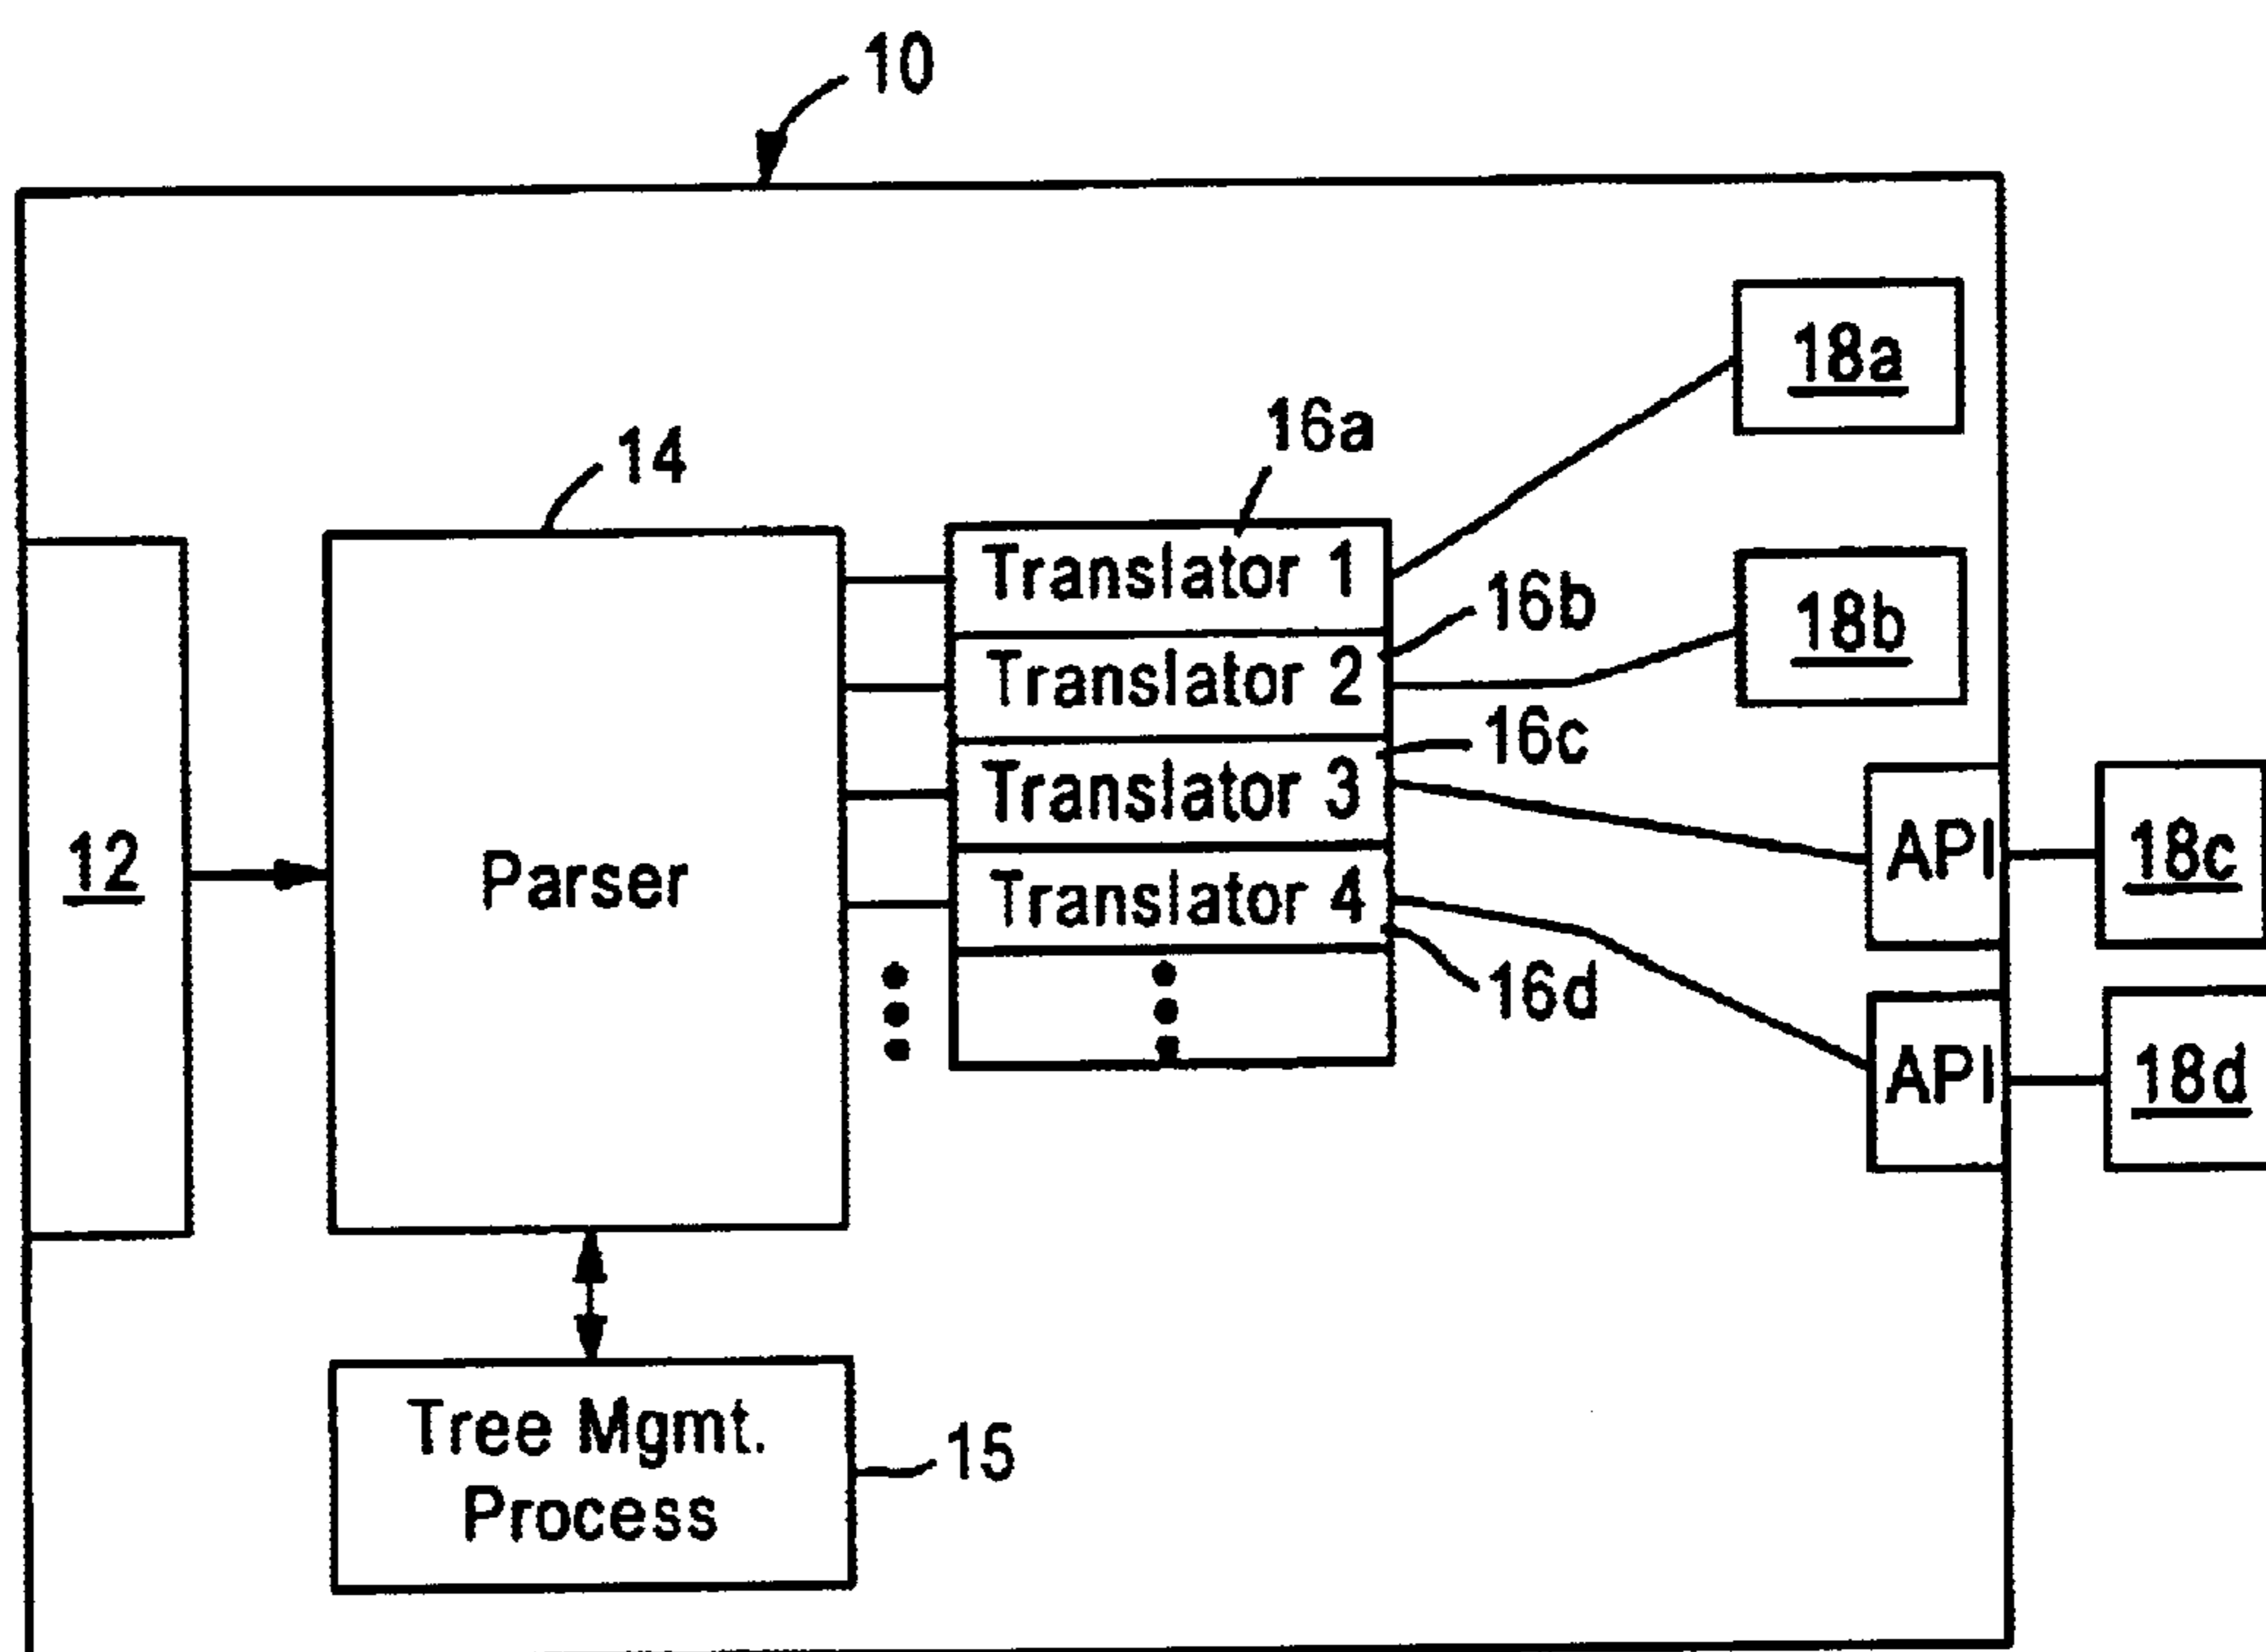 10
18a
16a
14
Translator 1
16b
18b
Translator 2
16c
Translator 3
API
18c
12
Parser
Translator 4
16d
API
18d
Tree Mgmt.
Process
15